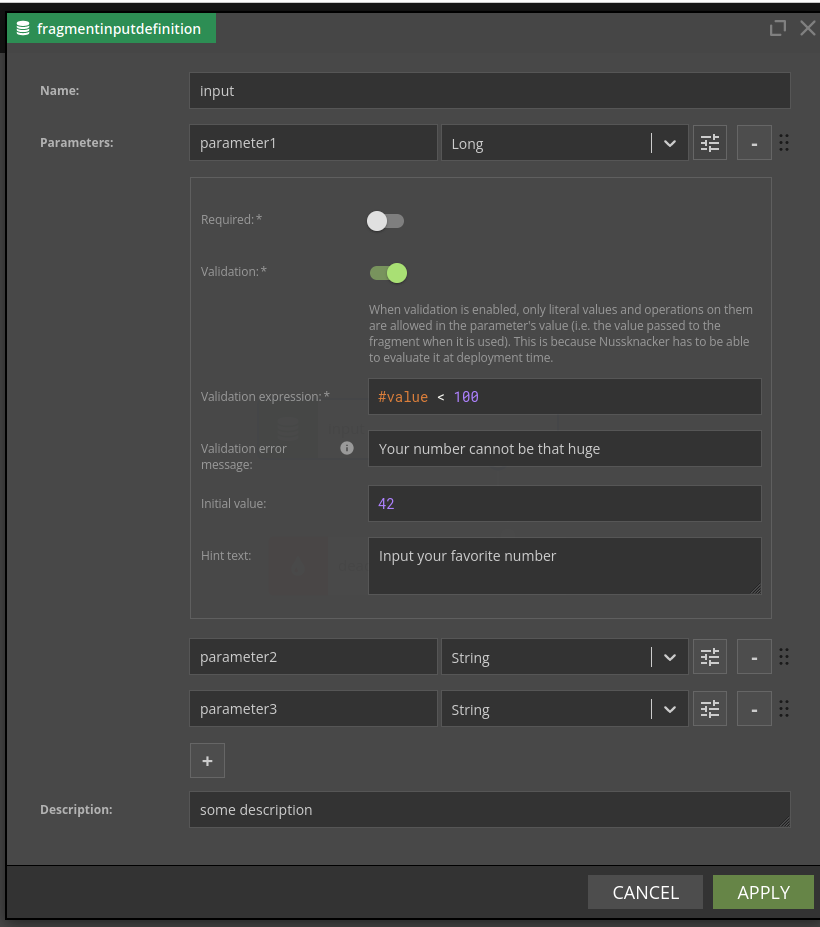 fragmentinputdefinition
Name:
input
Parameters:
parameter1
Long
-
Required: *
Validation: *
When validation is enabled, only literal values and operations on them
are allowed in the parameter's value (i.e. the value passed to the
fragment when it is used). This is because Nussknacker has to be able
to evaluate it at deployment time.
Validation expression: *
#value < 100
Validation error
message:
Your number cannot be that huge
Initial value:
42
Hint text:
Input your favorite number
parameter2
String
-
parameter3
String
-
+
Description:
some description
CANCEL
APPLY